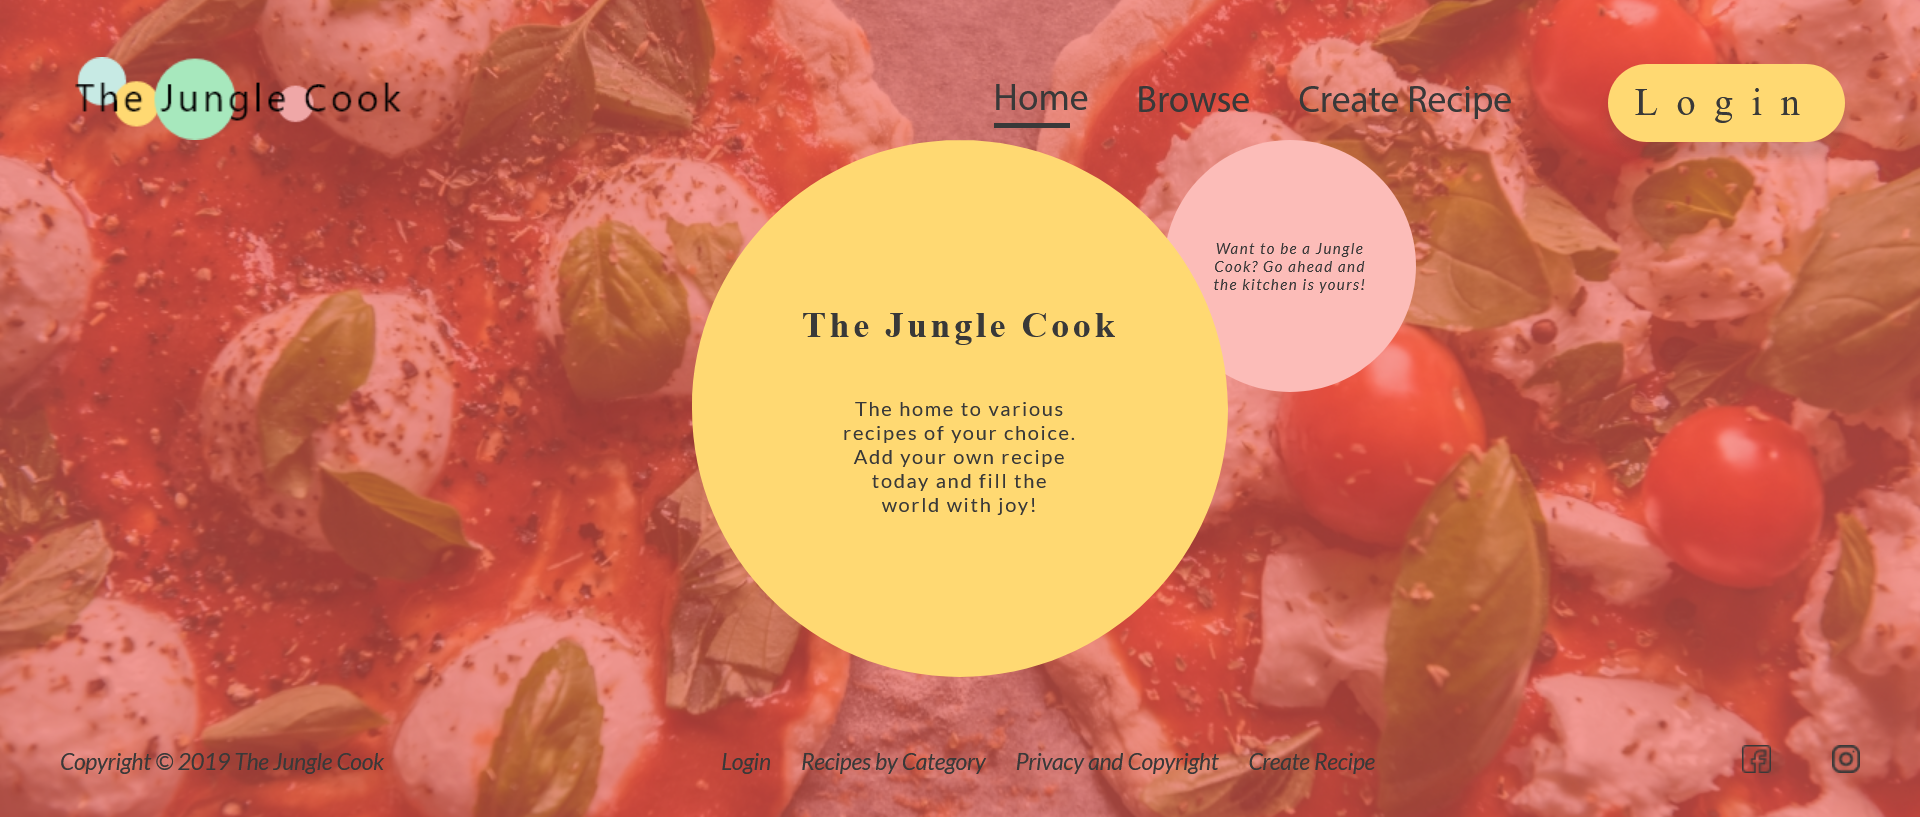 The Jungle Cook
Home
Browse
Create Recipe
Login
Want to be a Jungle
Cook? Go ahead and
the kitchen is yours!
The Jungle Cook
The home to various
recipes of your choice.
Add your own recipe
today and fill the
world with joy!
Copyright © 2019 The Jungle Cook
Login
Recipes by Category
Privacy and Copyright
Create Recipe